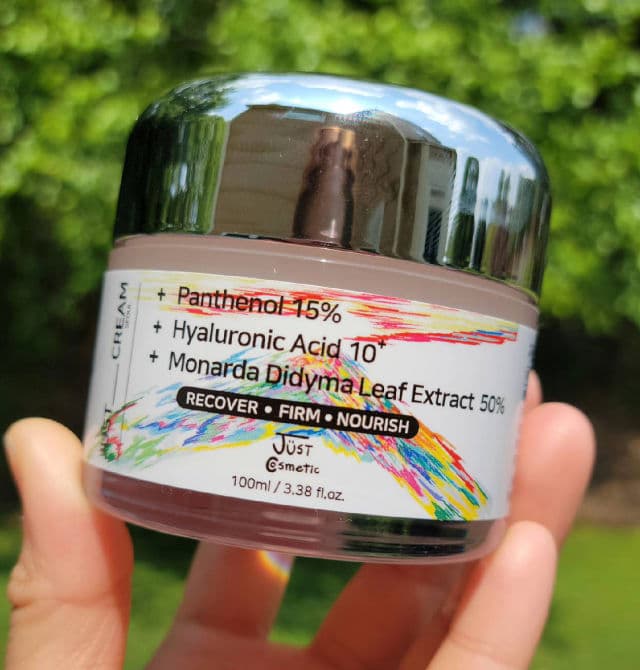 + Panthenol 15%
+ Hyaluronic Acid 10+
+ Monarda Didyma Leaf Extract 50%
RECOVER • FIRM • NOURISH
JÜST
Cosmetic
100ml / 3.38 fl.oz.
CREAM